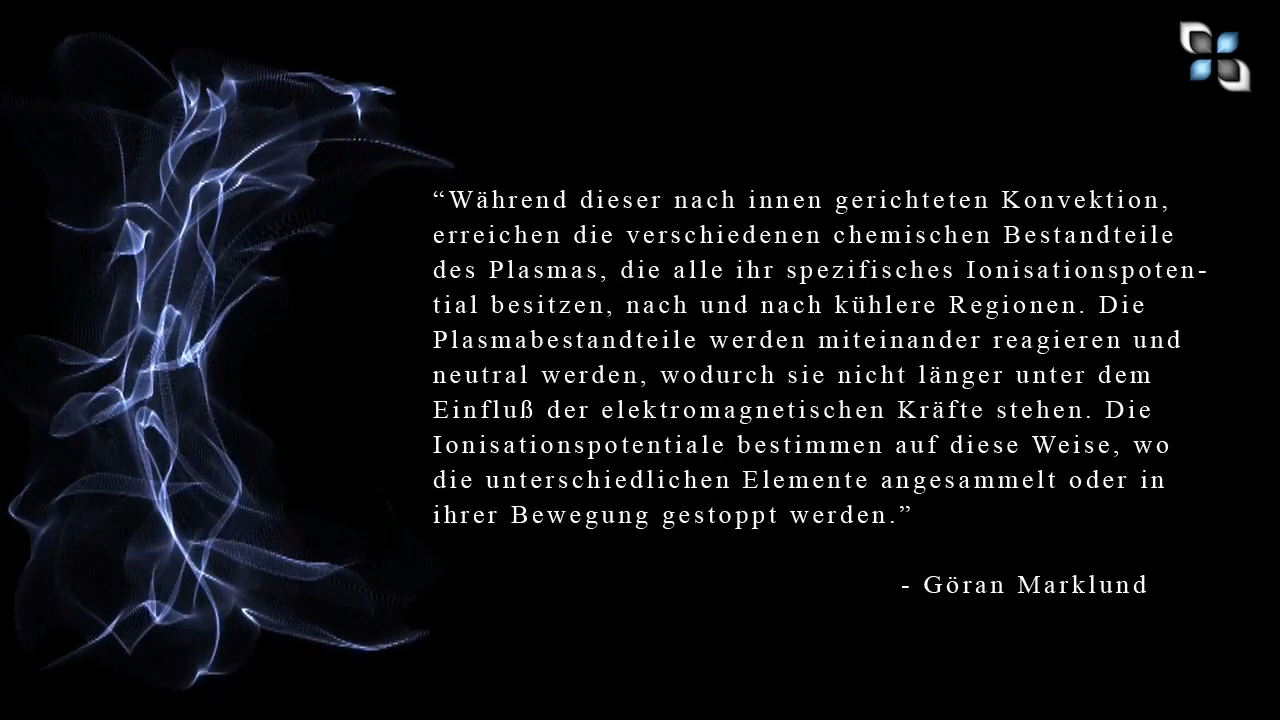 “Während dieser nach innen gerichteten Konvektion,
erreichen die verschiedenen chemischen Bestandteile
des Plasmas, die alle ihr spezifisches Ionisationspoten-
tial besitzen, nach und nach kühlere Regionen. Die
Plasmabestandteile werden miteinander reagieren und
neutral werden, wodurch sie nicht länger unter dem
Einfluß der elektromagnetischen Kräfte stehen. Die
Ionisationspotentiale bestimmen auf diese Weise, wo
die unterschiedlichen Elemente angesammelt oder in
ihrer Bewegung gestoppt werden.”
- Göran Marklund